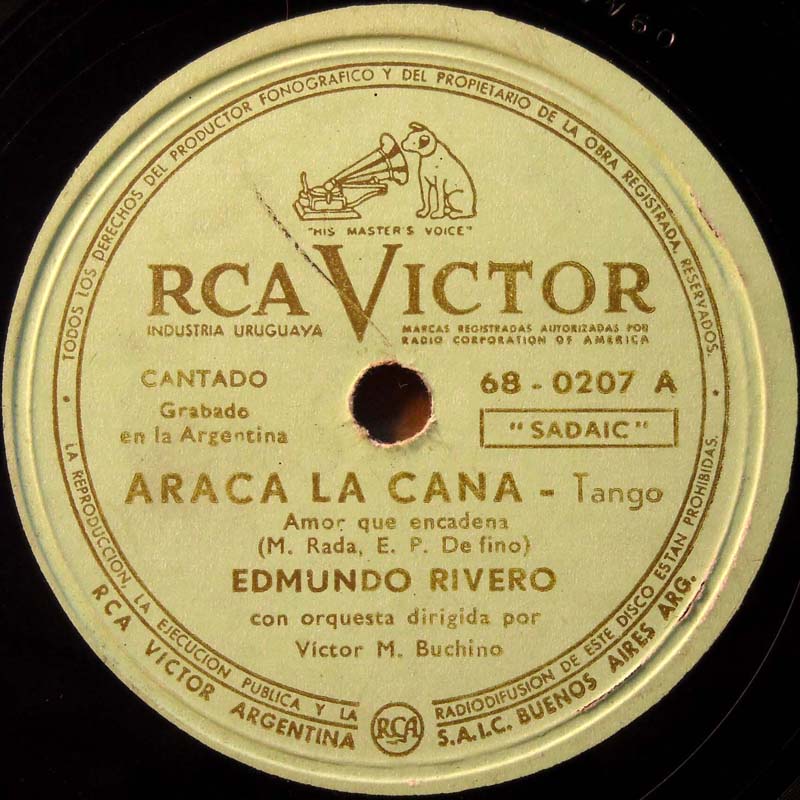 TODOS LOS DERECHOS DEL PRODUCTOR FONOGRAFICO Y DEL PROPIETARIO DE LA OBRA REGISTRADA, RESERVADOS.
"HIS MASTER'S VOICE"
RCA VICTOR
INDUSTRIA URUGUAYA
MARCAS REGISTRADAS AUTORIZADAS POR
RADIO CORPORATION OF AMERICA
CANTADO
68 - 0207 A
Grabado
en la Argentina
"SADAIC"
ARACA LA CANA - Tango
Amor que encadena
(M. Rada, E. P. De fino)
EDMUNDO RIVERO
con orquesta dirigida por
Victor M. Buchino
LA REPRODUCCION, LA EJECUCION PUBLICA Y LA RADIODIFUSION DE ESTE DISCO ESTAN PROHIBIDAS.
RCA VICTOR ARGENTINA RCA S.A.I.C. BUENOS AIRES ARG.